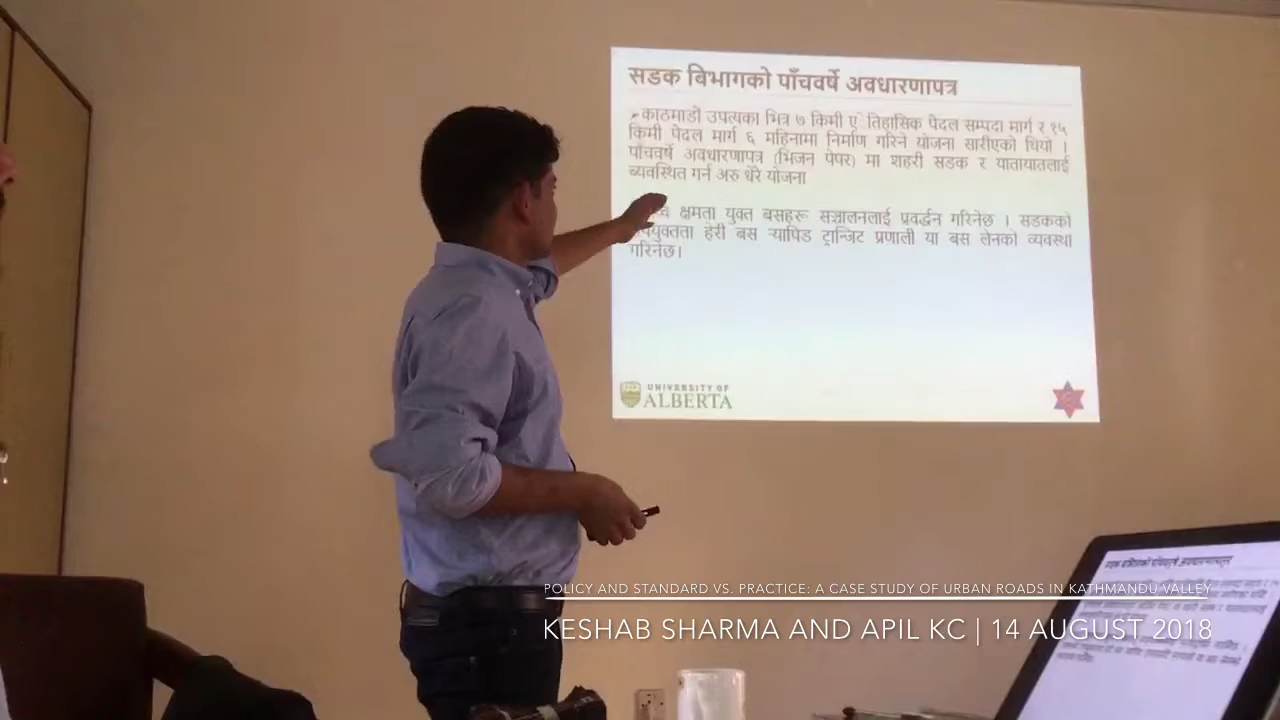 सडक बिभागको पाँचवर्षे अवधारणापत्र
काठमाडौं उपत्यका भित्र ७ किमी ऐतिहासिक पेदल सम्पदा मार्ग र १५
किमी पेदल मार्ग ६ महिनामा निर्माण गरिने योजना सारीएको थियो ।
पाँचवर्षे अवधारणापत्र (भिजन पेपर) मा शहरी सडक र यातायातलाई
ब्यवस्थित गर्न अरु धेरै योजना
क्षमता युक्त बसहरू सञ्चालनलाई प्रवर्द्धन गरिनेछ । सडकको
हेरी बस र्‍यापिड ट्रान्जिट प्रणाली या बस लेनको व्यवस्था
गरिनेछ।
UNIVERSITY OF
ALBERTA
POLICY AND STANDARD VS. PRACTICE: A CASE STUDY OF URBAN ROADS IN KATHMANDU VALLEY
KESHAB SHARMA AND APIL KC | 14 AUGUST 2018